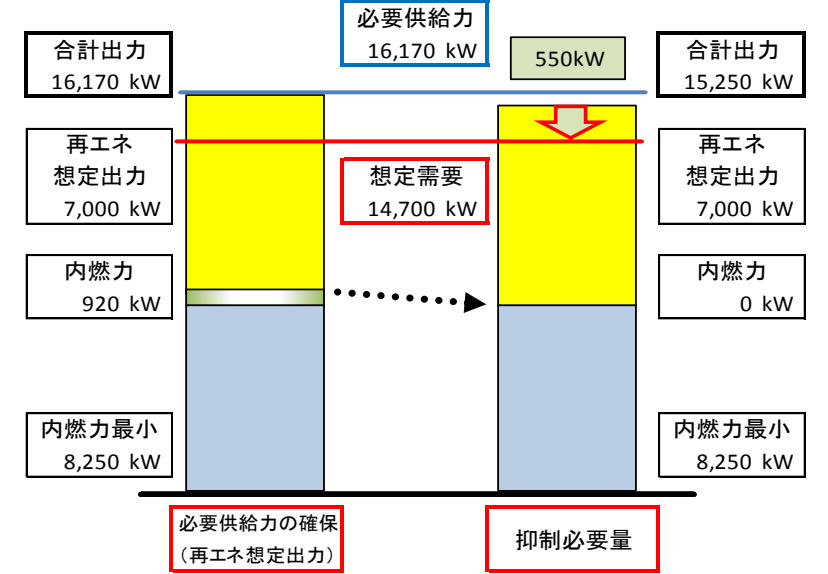 必要供給力
16,170 kW
550kW
合計出力
16,170 kW
合計出力
15,250 kW
再エネ
想定出力
7,000 kW
想定需要
14,700 kW
再エネ
想定出力
7,000 kW
内燃力
920 kW
内燃力
0 kW
内燃力最小
8,250 kW
内燃力最小
8,250 kW
必要供給力の確保
（再エネ想定出力）
抑制必要量